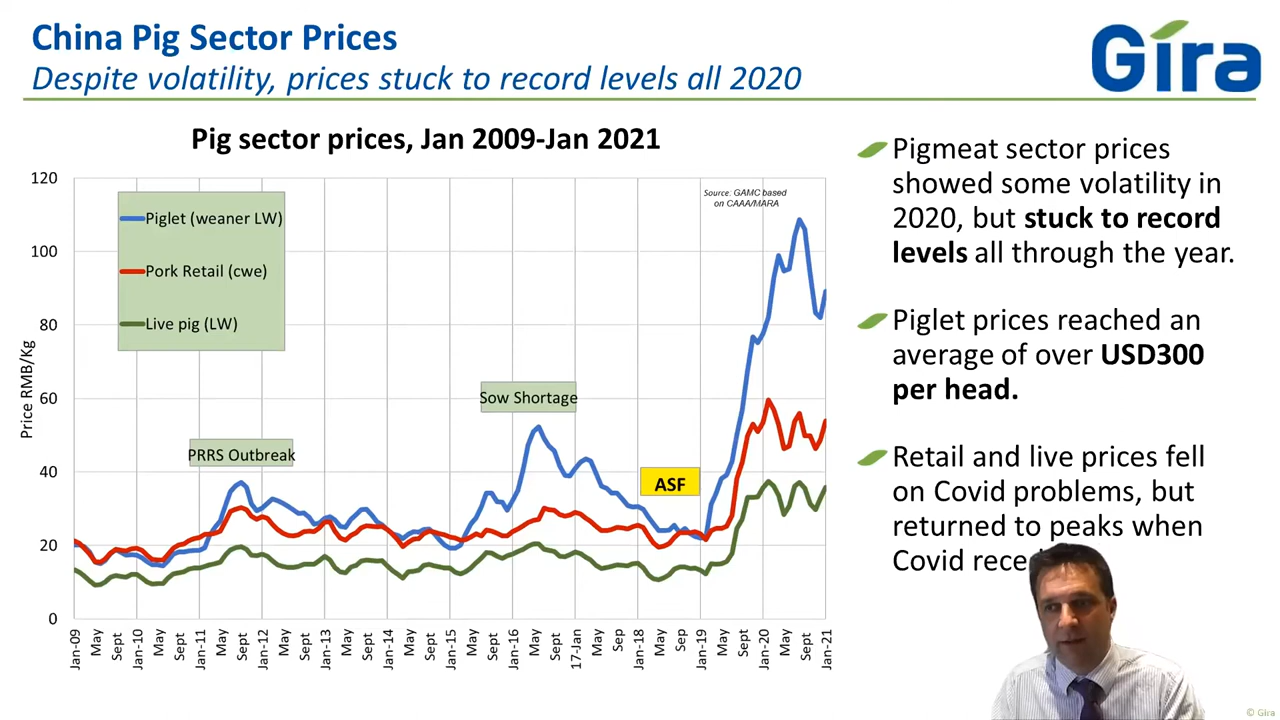 China Pig Sector Prices
Despite volatility, prices stuck to record levels all 2020
Gira
Pig sector prices, Jan 2009-Jan 2021
Source: GAMC based
on CAAA/MARA
Piglet (weaner LW)
Pork Retail (cwe)
Live pig (LW)
PRRS Outbreak
Sow Shortage
ASF
Price RMB/Kg
120
100
80
60
40
20
0
Jan-09
May
Sept
Jan-10
May
Sept
Jan-11
May
Sept
Jan-12
May
Sept
Jan-13
May
Sept
Jan-14
May
Sept
Jan-15
May
Sept
Jan-16
May
Sept
17-Jan
May
Sep
Jan-18
May
Sep
Jan-19
May
Sept
Jan-20
May
Sept
Jan-21
Pigmeat sector prices
showed some volatility in
2020, but stuck to record
levels all through the year.
Piglet prices reached an
average of over USD300
per head.
Retail and live prices fell
on Covid problems, but
returned to peaks when
Covid
© Gira